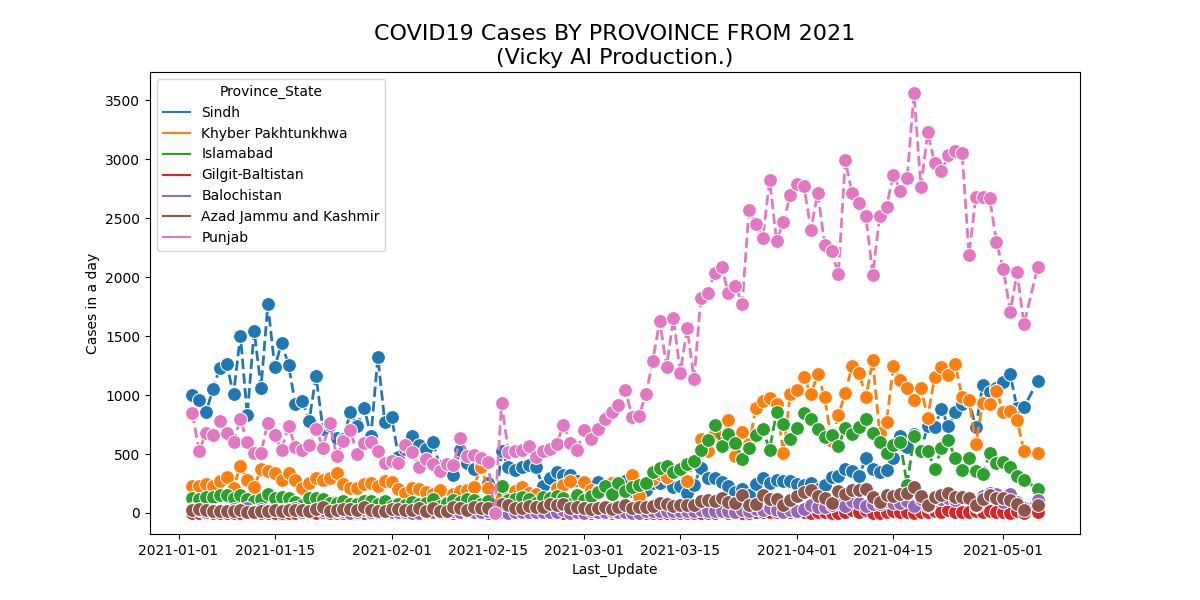 COVID19 Cases BY PROVOINCE FROM 2021
(Vicky AI Production.)
Province_State
Sindh
Khyber Pakhtunkhwa
Islamabad
Gilgit-Baltistan
Balochistan
Azad Jammu and Kashmir
Punjab
Cases in a day
3500
3000
2500
2000
1500
1000
500
0
2021-01-01 2021-01-15 2021-02-01 2021-02-15 2021-03-01 2021-03-15 2021-04-01 2021-04-15 2021-05-01
Last_Update